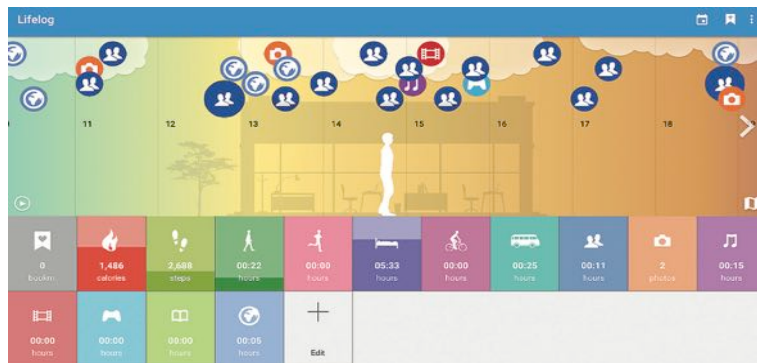 Lifelog
11 12 13 14 15 16 17 18
0 1,486 2,688 00:22 00:00 05:33 00:00 00:25 00:11 2 00:15
bookm. calories steps hours hours hours hours hours hours photos hours
00:00 00:00 00:00 00:05
hours hours hours hours Edit